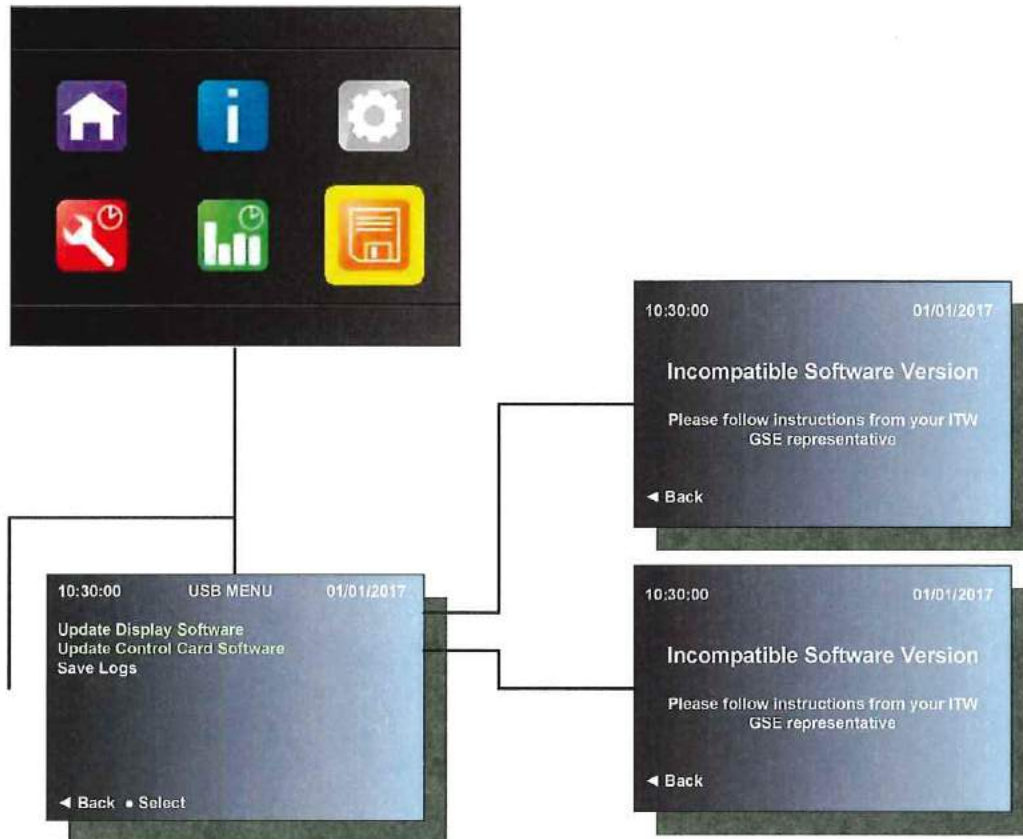 10:30:00 01/01/2017
Incompatible Software Version
Please follow instructions from your ITW
GSE representative
◄ Back
10:30:00 USB MENU 01/01/2017
Update Display Software
Update Control Card Software
Save Logs
◄ Back • Select
10:30:00 01/01/2017
Incompatible Software Version
Please follow instructions from your ITW
GSE representative
◄ Back